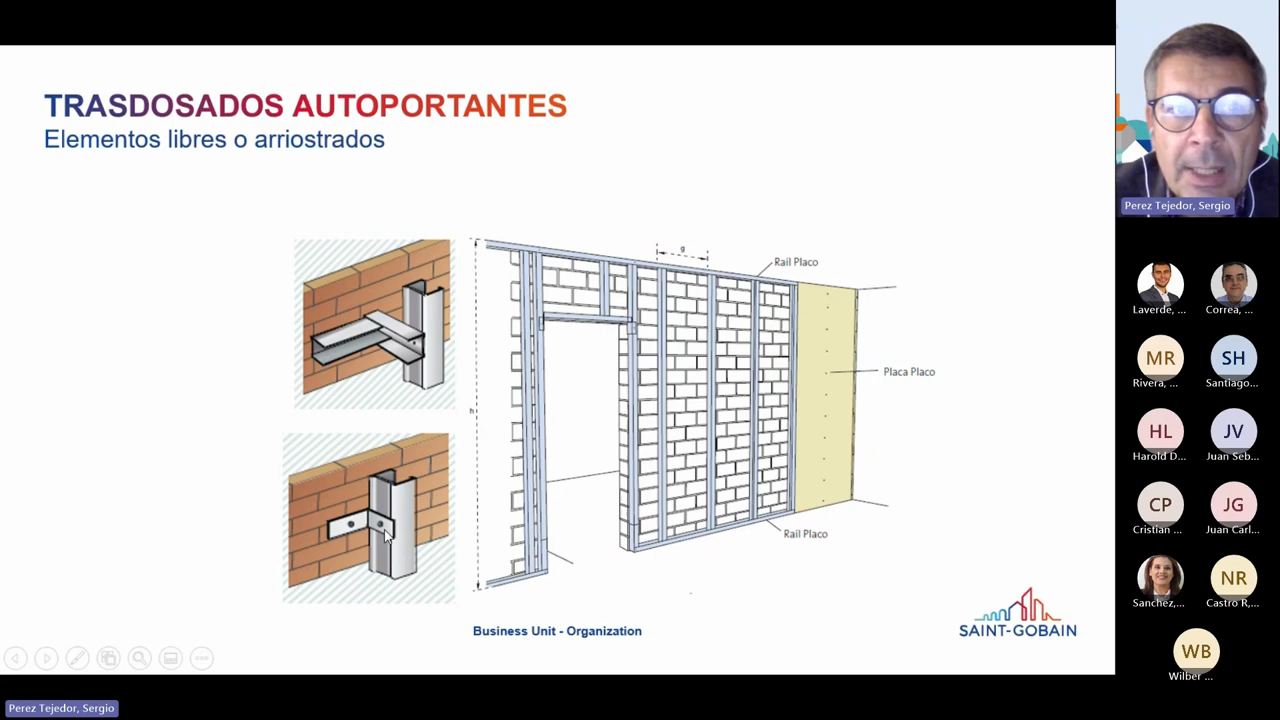 TRASDOSADOS AUTOPORTANTES
Elementos libres o arriostrados
g
Rail Placo
Placa Placo
h
Rail Placo
Business Unit - Organization
SAINT-GOBAIN
Perez Tejedor, Sergio
Laverde, ...
Correa, ...
MR
Rivera, ...
SH
Santiago...
HL
Harold D...
JV
Juan Seb...
CP
Cristian ...
JG
Juan Carl...
Sanchez,...
NR
Castro R,...
WB
Wilber ...
Perez Tejedor, Sergio